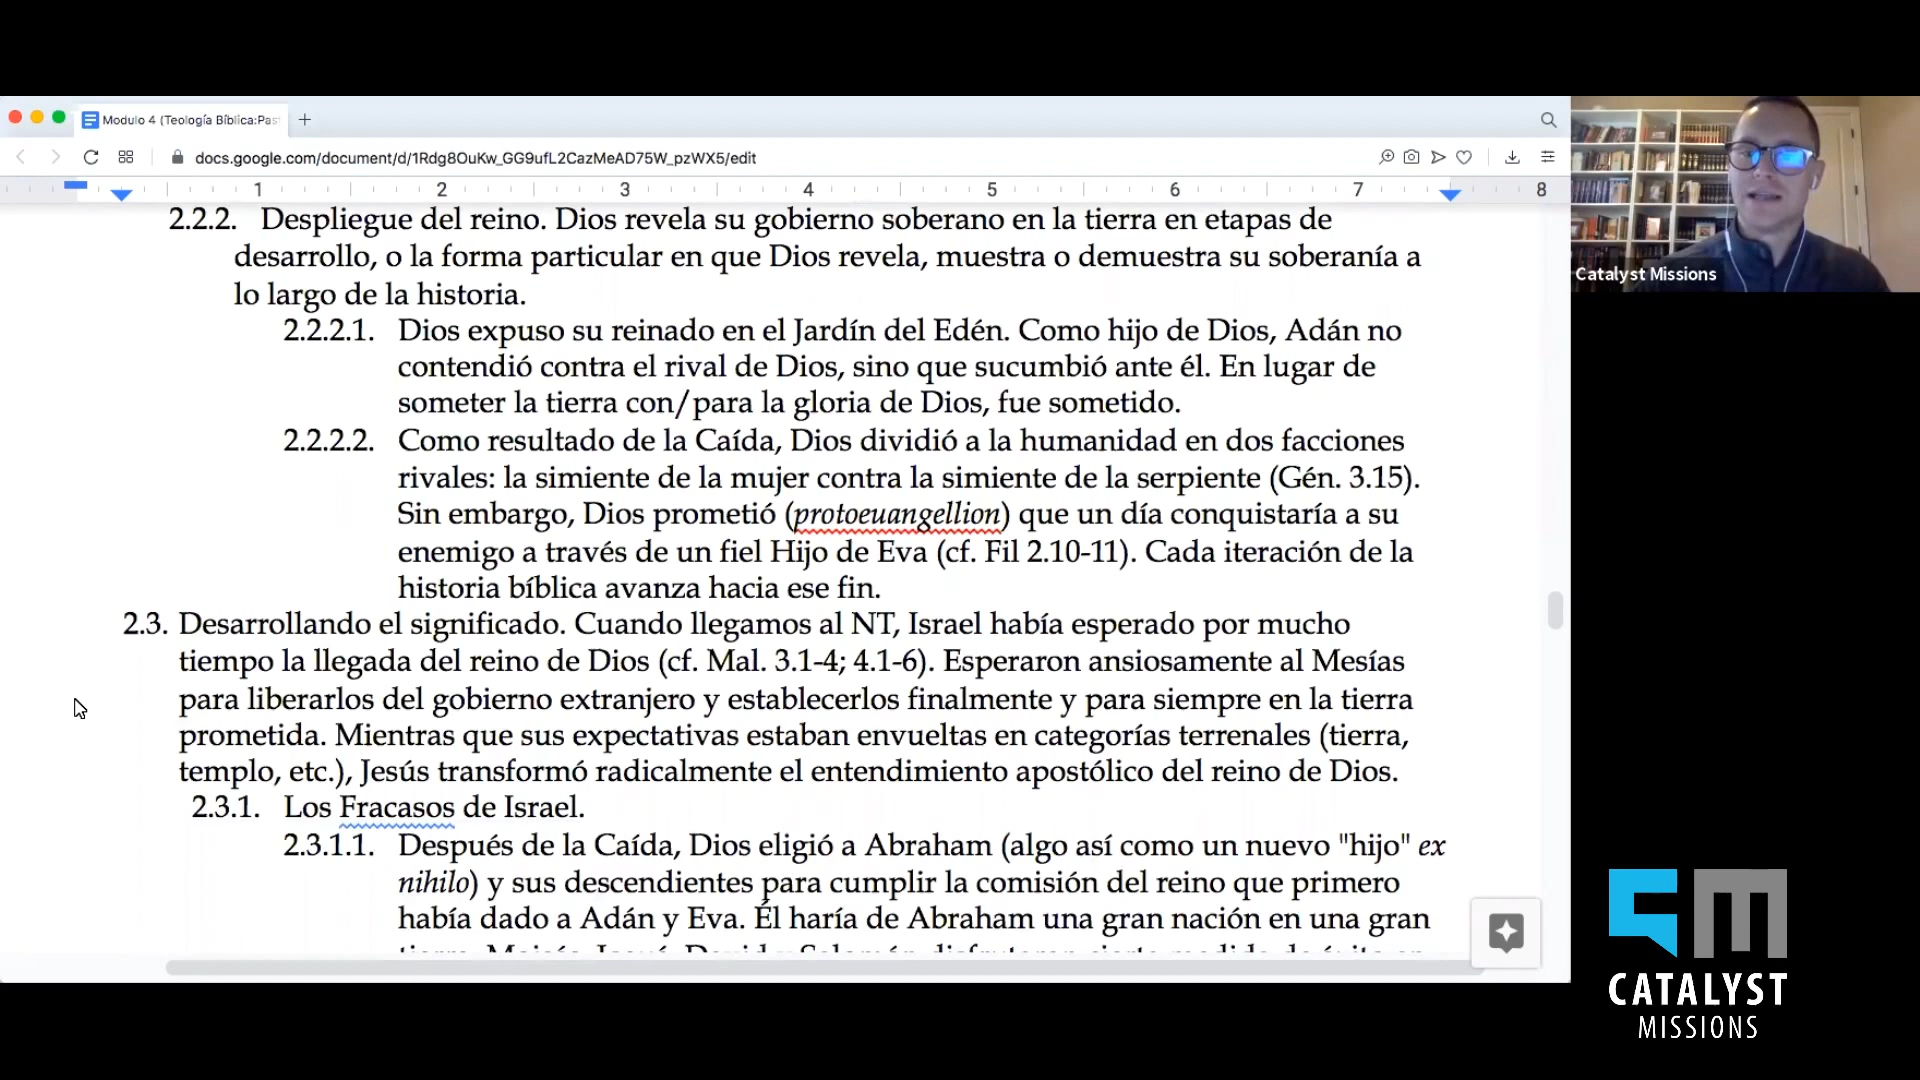 Modulo 4 (Teología Bíblica:Pas
docs.google.com/document/d/1Rdg8OuKw_GG9ufL2CazMeAD75W_pzWX5/edit
1 2 3 4 5 6 7 8
2.2.2. Despliegue del reino. Dios revela su gobierno soberano en la tierra en etapas de
desarrollo, o la forma particular en que Dios revela, muestra o demuestra su soberanía a
lo largo de la historia.
2.2.2.1. Dios expuso su reinado en el Jardín del Edén. Como hijo de Dios, Adán no
contendió contra el rival de Dios, sino que sucumbió ante él. En lugar de
someter la tierra con/para la gloria de Dios, fue sometido.
2.2.2.2. Como resultado de la Caída, Dios dividió a la humanidad en dos facciones
rivales: la simiente de la mujer contra la simiente de la serpiente (Gén. 3.15).
Sin embargo, Dios prometió (protoeuangellion) que un día conquistaría a su
enemigo a través de un fiel Hijo de Eva (cf. Fil 2.10-11). Cada iteración de la
historia bíblica avanza hacia ese fin.
2.3. Desarrollando el significado. Cuando llegamos al NT, Israel había esperado por mucho
tiempo la llegada del reino de Dios (cf. Mal. 3.1-4; 4.1-6). Esperaron ansiosamente al Mesías
para liberarlos del gobierno extranjero y establecerlos finalmente y para siempre en la tierra
prometida. Mientras que sus expectativas estaban envueltas en categorías terrenales (tierra,
templo, etc.), Jesús transformó radicalmente el entendimiento apostólico del reino de Dios.
2.3.1. Los Fracasos de Israel.
2.3.1.1. Después de la Caída, Dios eligió a Abraham (algo así como un nuevo "hijo" ex
nihilo) y sus descendientes para cumplir la comisión del reino que primero
había dado a Adán y Eva. Él haría de Abraham una gran nación en una gran
Catalyst Missions
CATALYST
MISSIONS